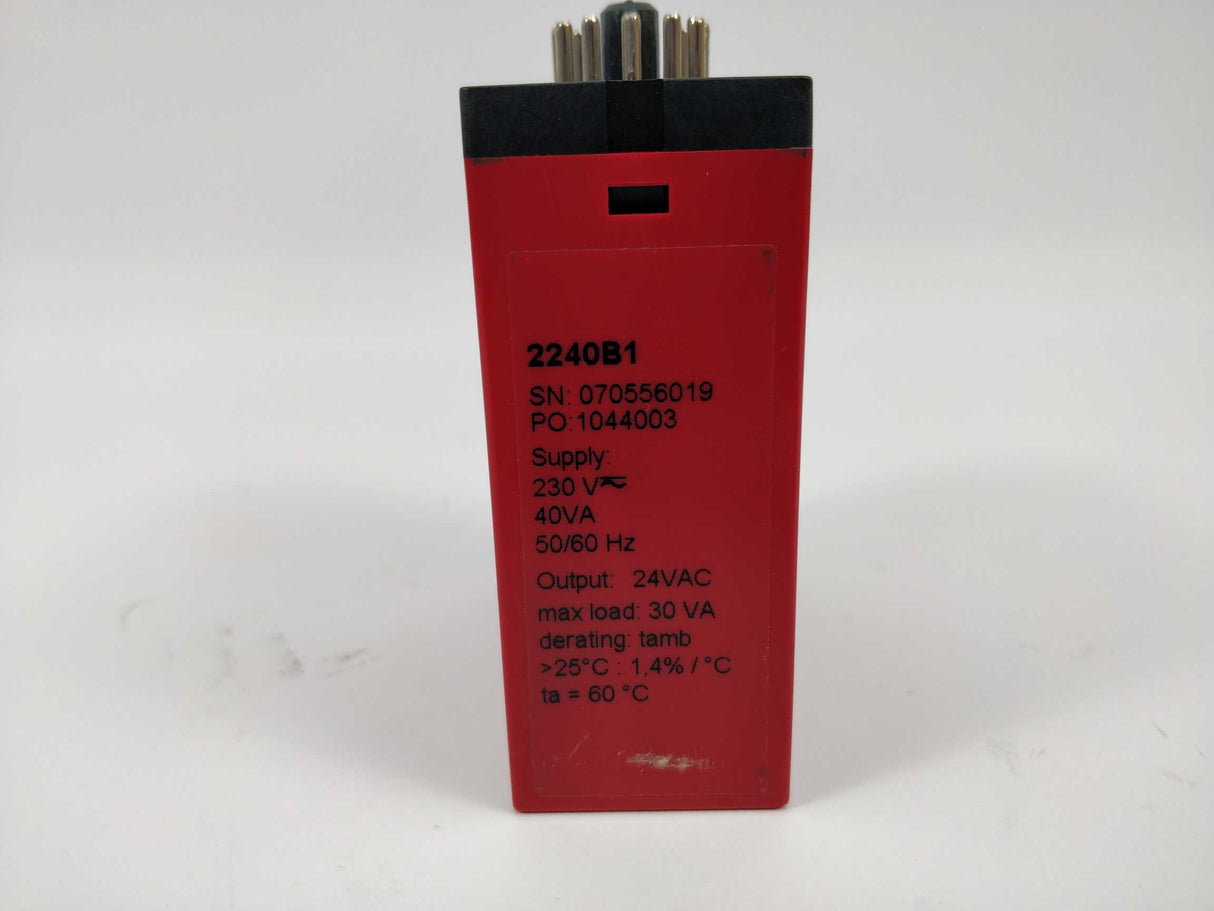 2240B1
SN: 070556019
PO:1044003
Supply:
230 V⏦
40VA
50/60 Hz
Output: 24VAC
max load: 30 VA
derating: tamb
>25°C : 1,4% / °C
ta = 60 °C